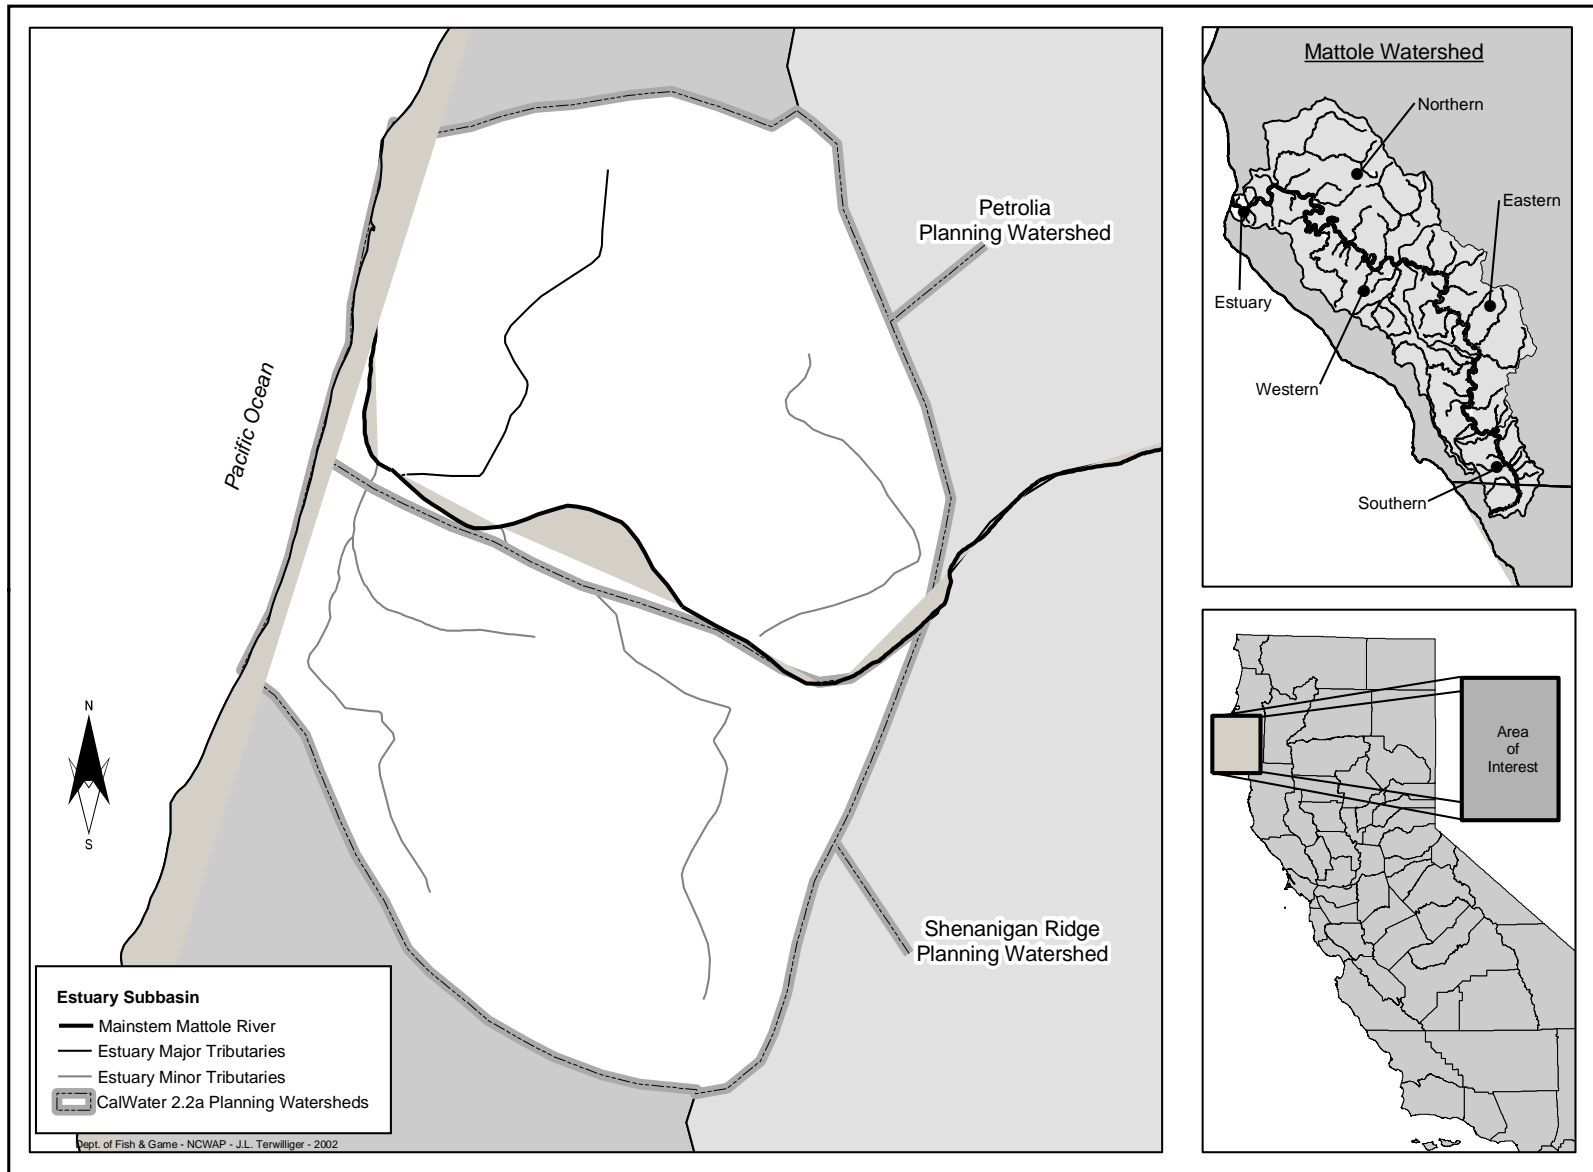 Petrolia
Planning Watershed
Pacific Ocean
Shenanigan Ridge
Planning Watershed
N
S
Estuary Subbasin
Mainstem Mattole River
Estuary Major Tributaries
Estuary Minor Tributaries
CalWater 2.2a Planning Watersheds
Dept. of Fish & Game - NCWAP - J.L. Terwilliger - 2002
Mattole Watershed
Northern
Eastern
Estuary
Western
Southern
Area
of
Interest